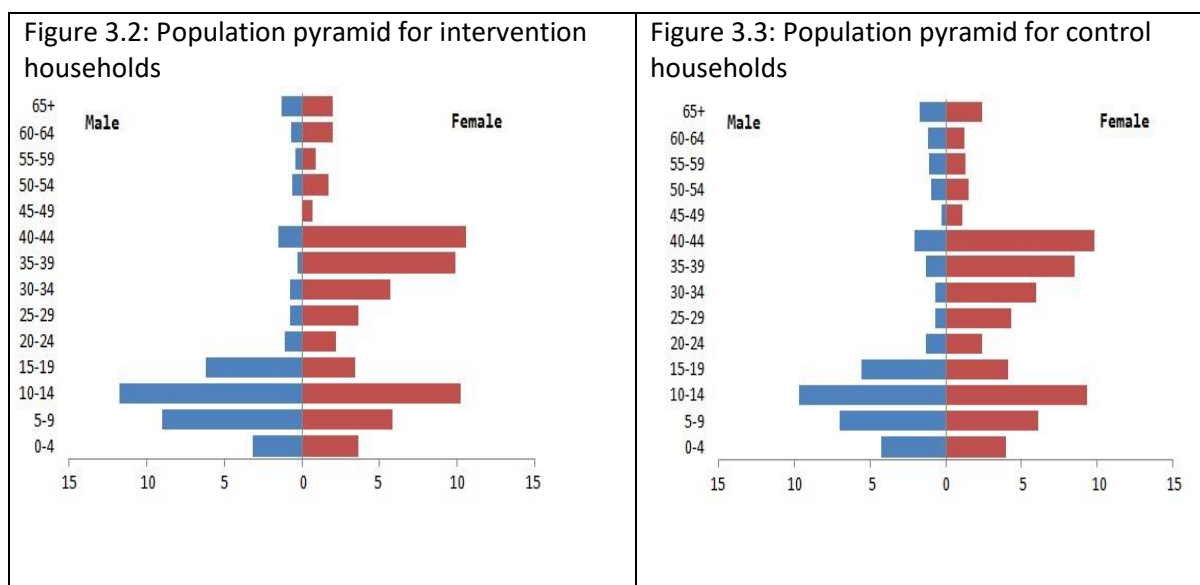 Figure 3.2: Population pyramid for intervention
households
65+
Male
Female
60-64
55-59
50-54
45-49
40-44
35-39
30-34
25-29
20-24
15-19
10-14
5-9
0-4
15 10 5 0 5 10 15
Figure 3.3: Population pyramid for control
households
65+
Male
Female
60-64
55-59
50-54
45-49
40-44
35-39
30-34
25-29
20-24
15-19
10-14
5-9
0-4
15 10 5 0 5 10 15